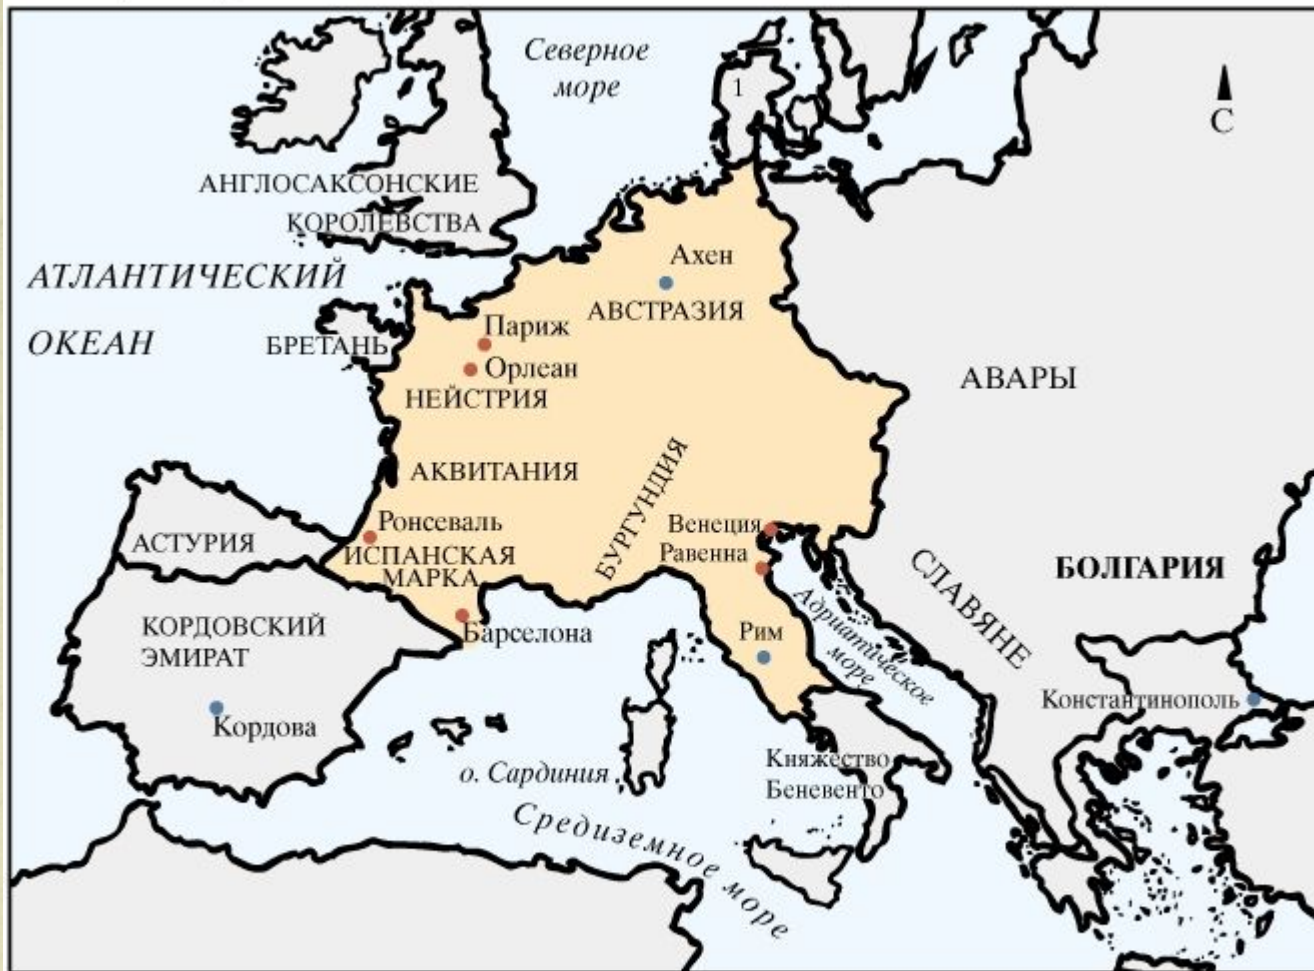 Северное
море
1
С
АНГЛОСАКСОНСКИЕ
КОРОЛЕВСТВА
АТЛАНТИЧЕСКИЙ
ОКЕАН
Ахен
АВСТРАЗИЯ
Париж
БРЕТАНЬ
Орлеан
НЕЙСТРИЯ
АВАРЫ
АКВИТАНИЯ
БУРГУНДИЯ
Ронсеваль
Венеция
АСТУРИЯ
ИСПАНСКАЯ
МАРКА
Равенна
СЛАВЯНЕ
БОЛГАРИЯ
КОРДОВСКИЙ
ЭМИРАТ
Барселона
Рим
Адриатическое
море
Константинополь
Кордова
о. Сардиния
Княжество
Беневенто
Средиземное море